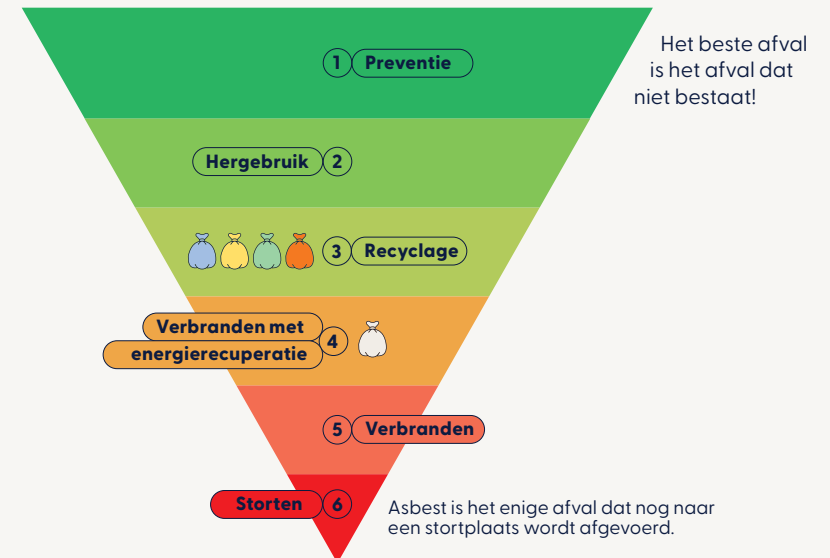 Het beste afval
is het afval dat
niet bestaat!
1 Preventie
Hergebruik 2
3 Recyclage
Verbranden met
energierecuperatie 4
5 Verbranden
Storten 6
Asbest is het enige afval dat nog naar
een stortplaats wordt afgevoerd.